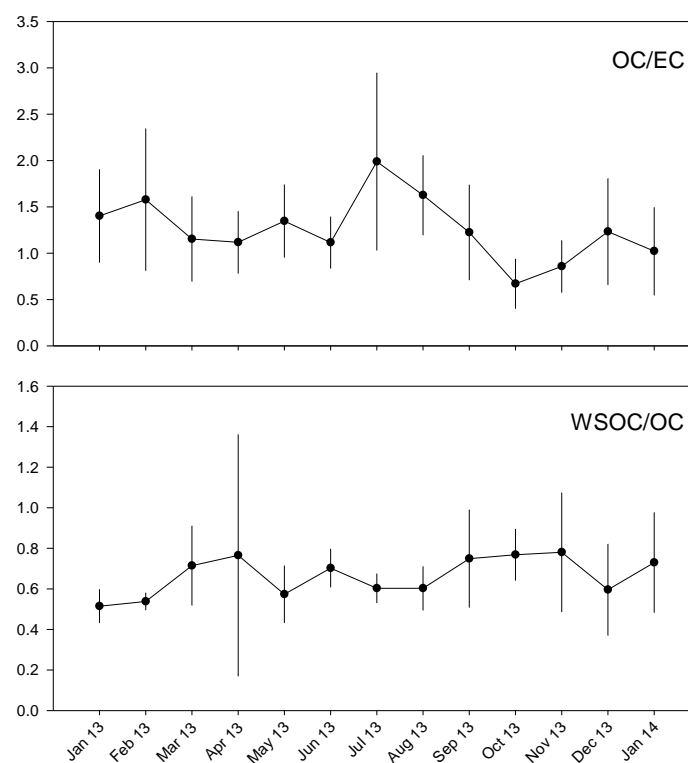 3.5
OC/EC
3.0
2.5
2.0
1.5
1.0
0.5
0.0
1.6
WSOC/OC
1.4
1.2
1.0
0.8
0.6
0.4
0.2
0.0
Jan 13
Feb 13
Mar 13
Apr 13
May 13
Jun 13
Jul 13
Aug 13
Sep 13
Oct 13
Nov 13
Dec 13
Jan 14